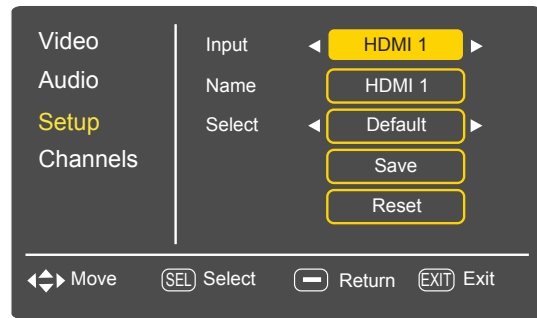 Video
Audio
Setup
Channels
Input HDMI 1
Name HDMI 1
Select Default
Save
Reset
Move SEL Select Return EXIT Exit